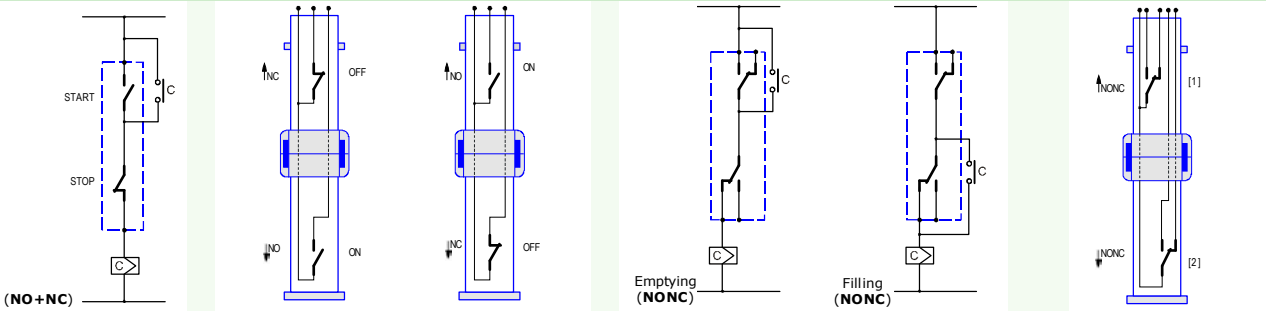 START
C
STOP
C
(NO+NC)
NC
OFF
NO
ON
NO
ON
NC
OFF
C
C
Emptying
(NONC)
C
C
Filling
(NONC)
NONC
[1]
NONC
[2]